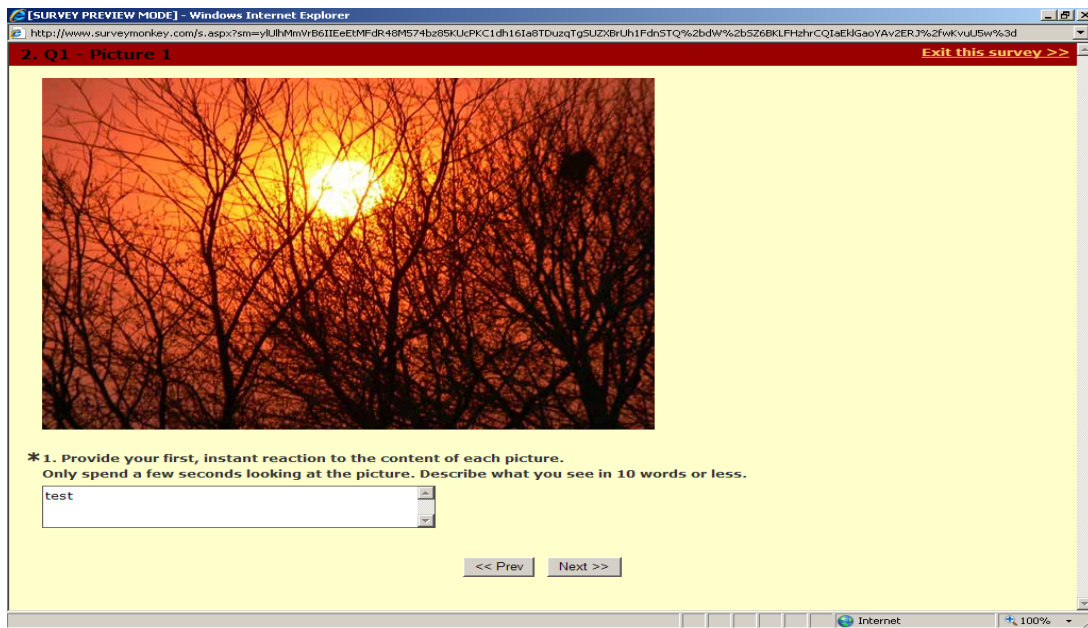 [SURVEY PREVIEW MODE] - Windows Internet Explorer
2. Q1 - Picture 1
Exit this survey >>
*1. Provide your first, instant reaction to the content of each picture.
Only spend a few seconds looking at the picture. Describe what you see in 10 words or less.
test
<< Prev
Next >>
Internet
100%